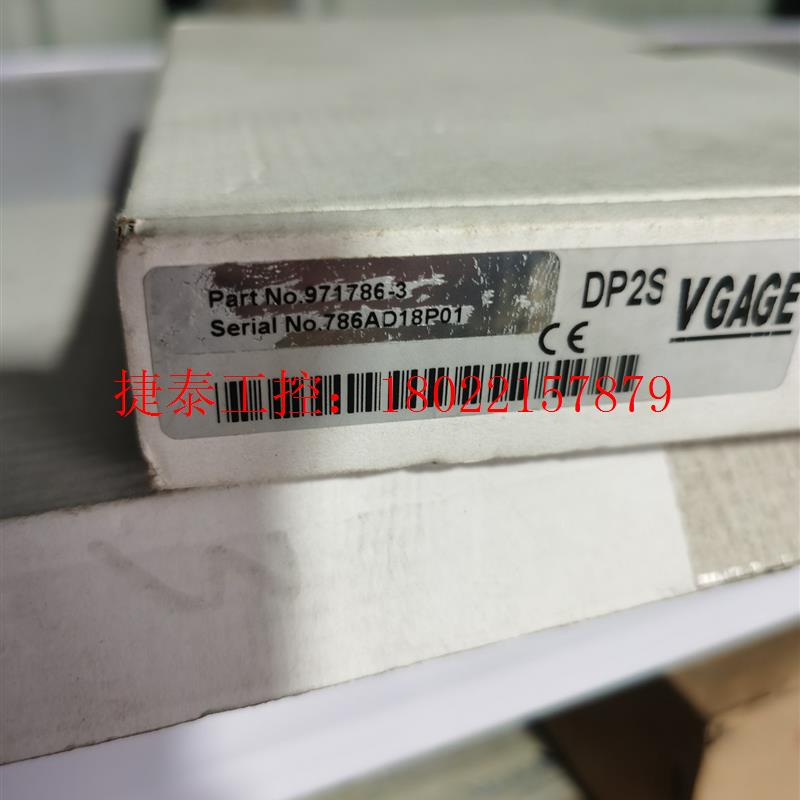 Part No.971786-3
Serial No.786AD18P01
DP2S
VGAGE
CE
捷泰工控：18022157879